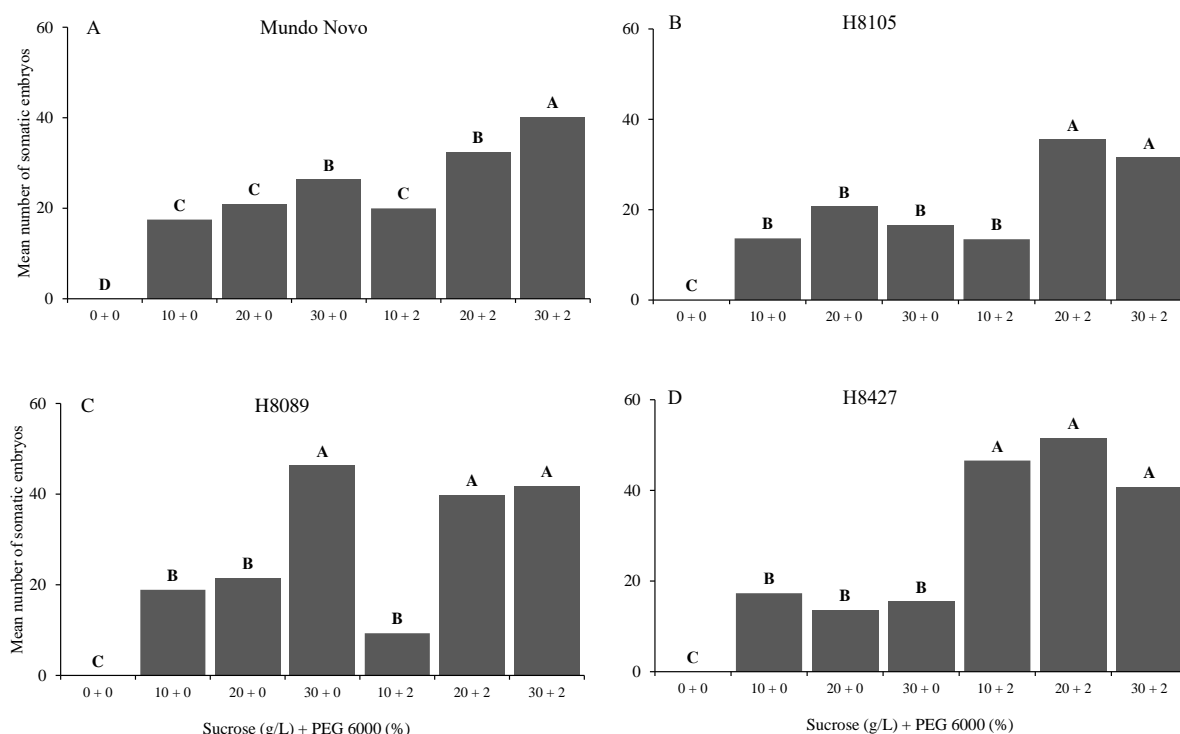 A
Mundo Novo
Mean number of somatic embryos
60
40
20
0
D
C
C
B
C
B
A
0 + 0
10 + 0
20 + 0
30 + 0
10 + 2
20 + 2
30 + 2
B
H8105
60
40
20
0
C
B
B
B
B
A
A
0 + 0
10 + 0
20 + 0
30 + 0
10 + 2
20 + 2
30 + 2
C
H8089
Mean number of somatic embryos
60
40
20
0
C
B
B
A
B
A
A
0 + 0
10 + 0
20 + 0
30 + 0
10 + 2
20 + 2
30 + 2
Sucrose (g/L) + PEG 6000 (%)
D
H8427
60
40
20
0
C
B
B
B
A
A
A
0 + 0
10 + 0
20 + 0
30 + 0
10 + 2
20 + 2
30 + 2
Sucrose (g/L) + PEG 6000 (%)